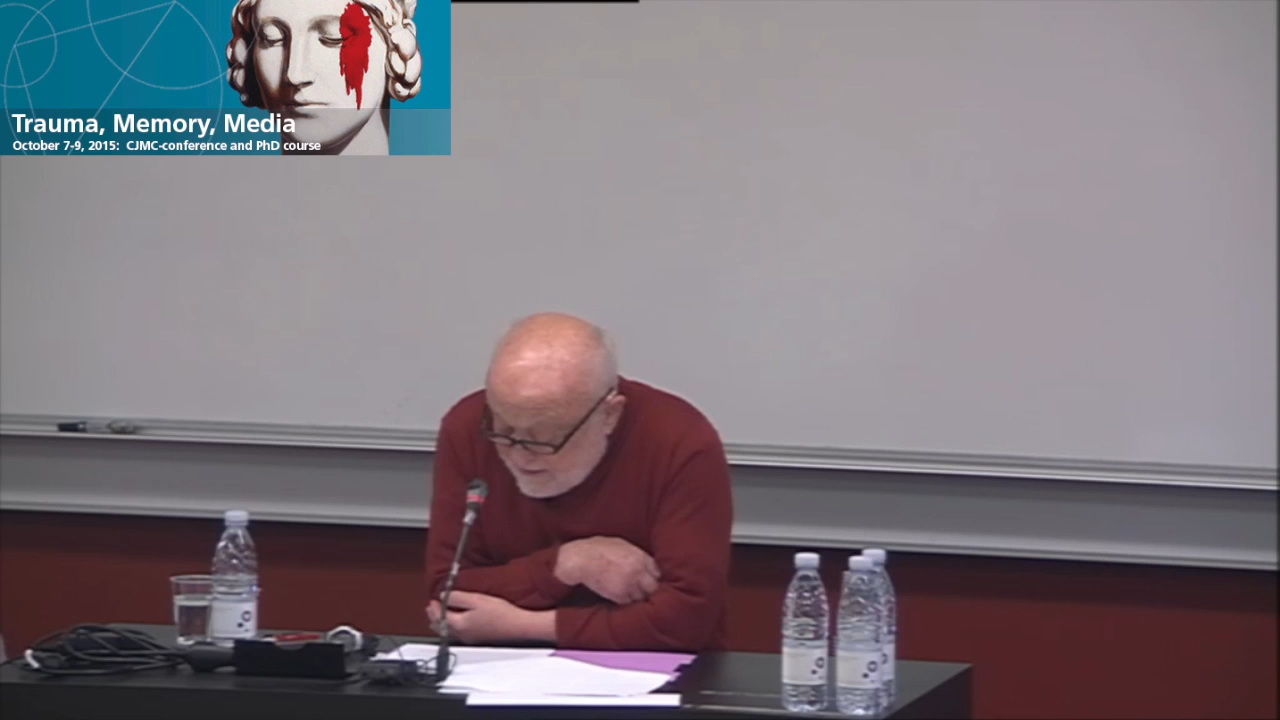 Trauma, Memory, Media
October 7-9, 2015:  CJMC-conference and PhD course